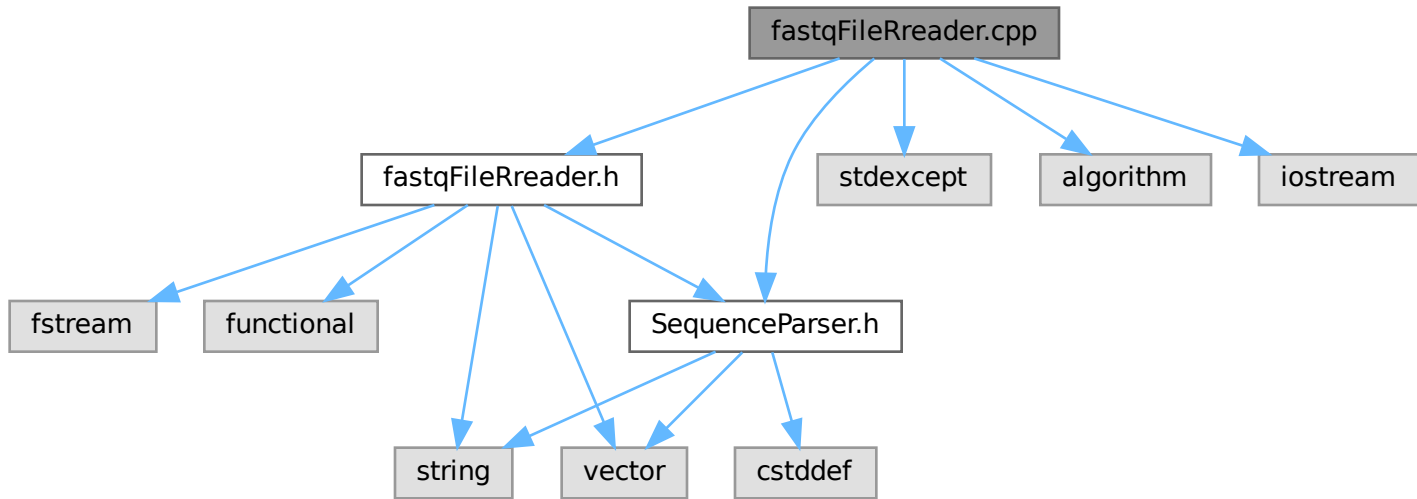 fastqFileRreader.cpp
fastqFileRreader.h
stdexcept
algorithm
iostream
fstream
functional
SequenceParser.h
string
vector
cstddef